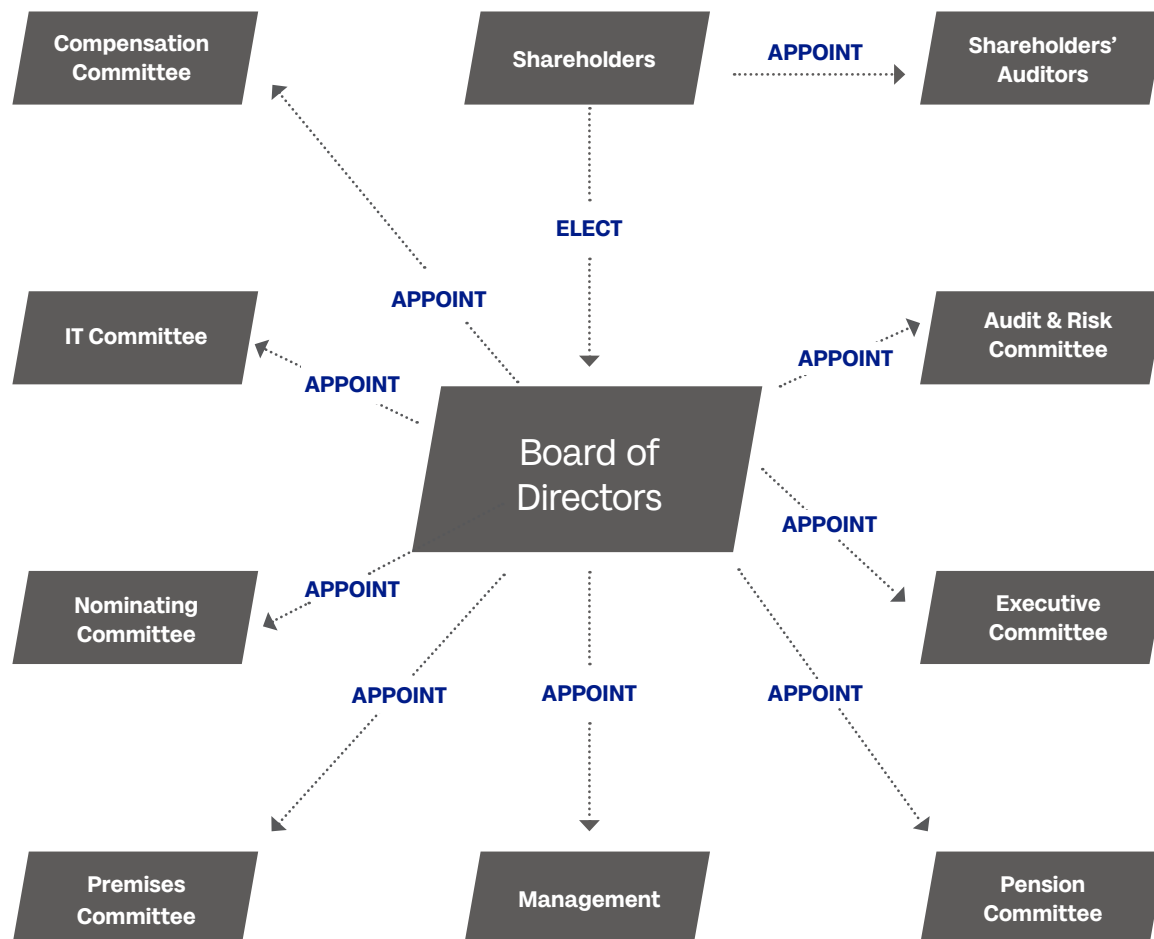 Compensation
Committee
Shareholders
APPOINT
Shareholders’
Auditors
ELECT
APPOINT
IT Committee
APPOINT
Audit & Risk
Committee
APPOINT
Board of
Directors
APPOINT
Nominating
Committee
APPOINT
Executive
Committee
APPOINT
APPOINT
APPOINT
Premises
Committee
Management
Pension
Committee